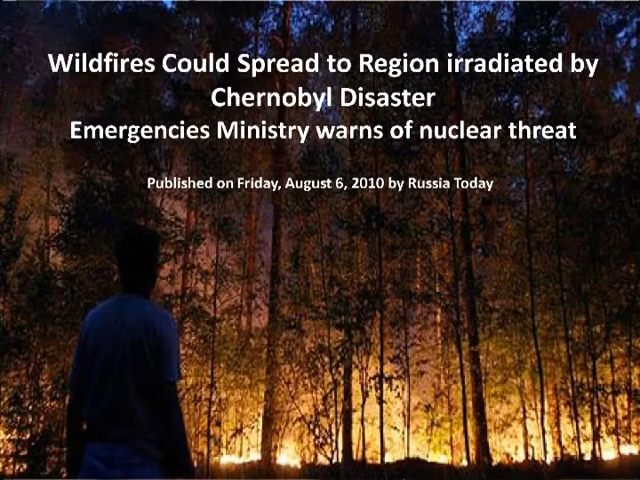 Wildfires Could Spread to Region irradiated by
Chernobyl Disaster
Emergencies Ministry warns of nuclear threat
Published on Friday, August 6, 2010 by Russia Today